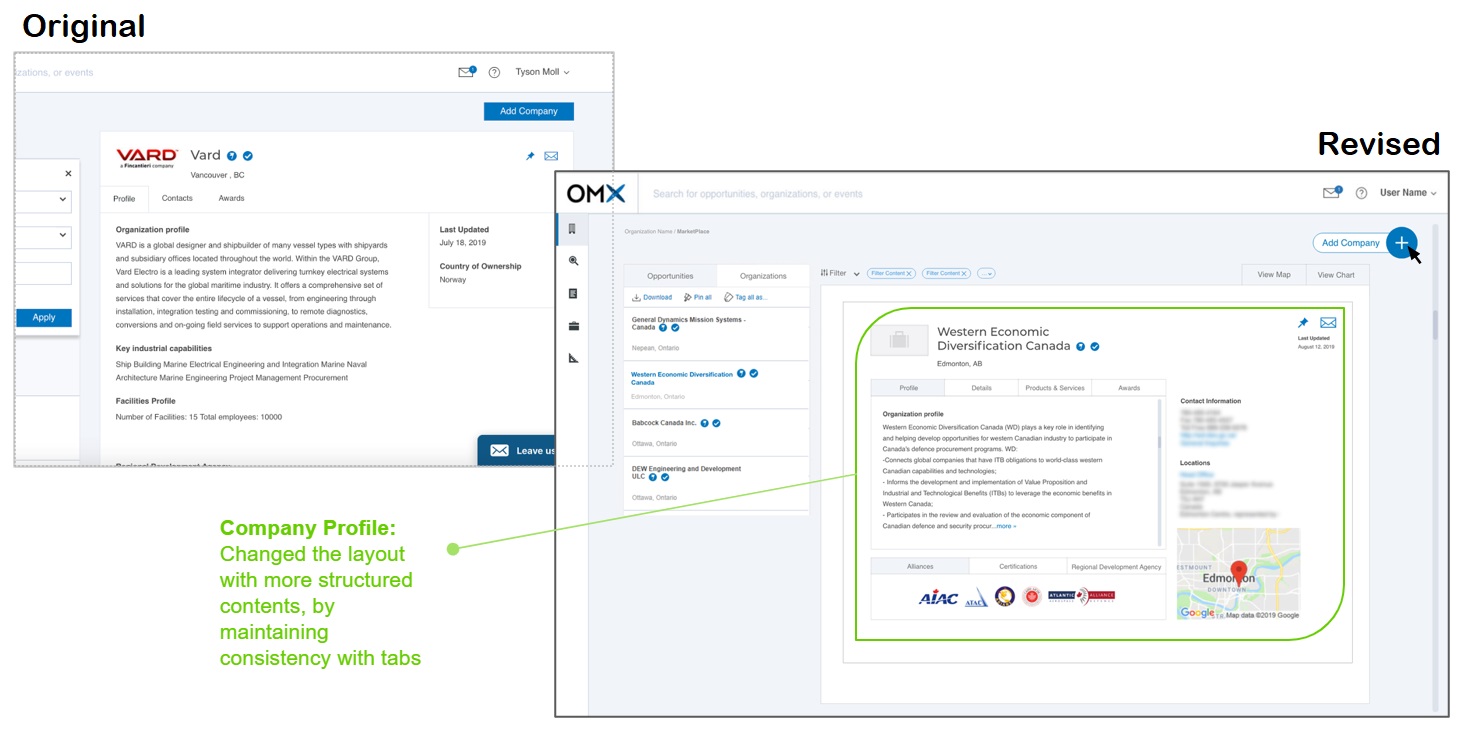 Original
izations, or events
1
?
Tyson Moll
Add Company
VARD
a Fincantieri company
Vard
Vancouver , BC
Profile
Contacts
Awards
Apply
Organization profile
VARD is a global designer and shipbuilder of many vessel types with shipyards
and subsidiary offices located throughout the world. Within the VARD Group,
Vard Electro is a leading system integrator delivering turnkey electrical systems
and solutions for the global maritime industry. It offers a comprehensive set of
services that cover the entire lifecycle of a vessel, from engineering through
installation, integration testing and commissioning, to remote diagnostics,
conversions and on-going field services to support operations and maintenance.
Key industrial capabilities
Ship Building Marine Electrical Engineering and Integration Marine Naval
Architecture Marine Engineering Project Management Procurement
Facilities Profile
Number of Facilities: 15 Total employees: 10000
Regional Development Agency
Last Updated
July 18, 2019
Country of Ownership
Norway
Leave us
Revised
OMX
Search for opportunities, organizations, or events
1
?
User Name
Organization Name / MarketPlace
Add Company
Opportunities
Organizations
Filter
Filter Content X
Filter Content X
...
View Map
View Chart
Download
Pin all
Tag all as...
General Dynamics Mission Systems -
Canada
Nepean, Ontario
Western Economic Diversification
Canada
Edmonton, Ontario
Babcock Canada Inc.
Ottawa, Ontario
DEW Engineering and Development
ULC
Ottawa, Ontario
Western Economic
Diversification Canada
Edmonton, AB
Last Updated
August 12, 2019
Profile
Details
Products & Services
Awards
Organization profile
Western Economic Diversification Canada (WD) plays a key role in identifying
and helping develop opportunities for western Canadian industry to participate in
Canada's defence procurement programs. WD:
-Connects global companies that have ITB obligations to world-class western
Canadian capabilities and technologies;
- Informs the development and implementation of Value Proposition and
Industrial and Technological Benefits (ITBs) to leverage the economic benefits in
Western Canada;
- Participates in the review and evaluation of the economic component of
Canadian defence and security procur...more »
Contact Information
Locations
Alliances
Certifications
Regional Development Agency
AIAC
ATAC
ATLANTIC
ALLIANCE
ESTMOUNT
Edmonton
DOWNTOWN
Google
Map data ©2019 Google
Company Profile:
Changed the layout
with more structured
contents, by
maintaining
consistency with tabs